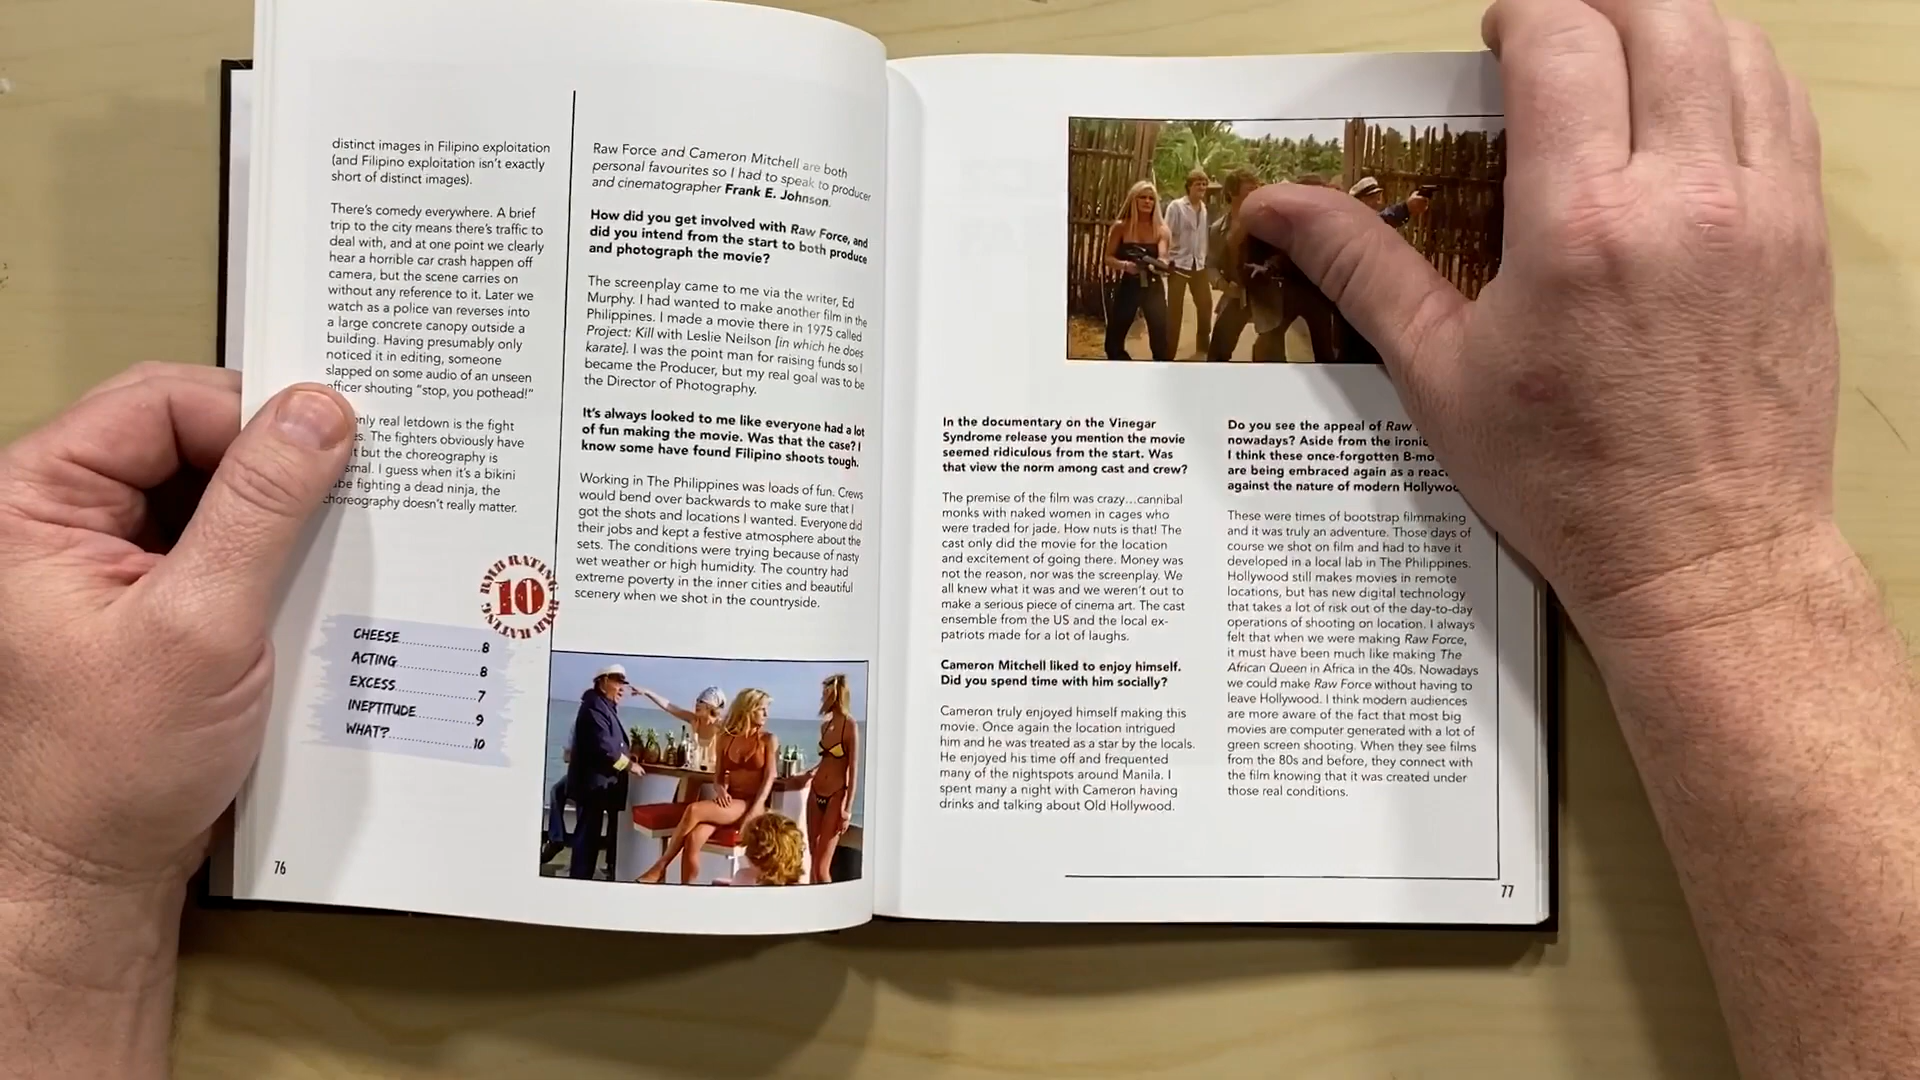 distinct images in Filipino exploitation
(and Filipino exploitation isn't exactly
short of distinct images).
There's comedy everywhere. A brief
trip to the city means there's traffic to
deal with, and at one point we clearly
hear a horrible car crash happen off
camera, but the scene carries on
without any reference to it. Later we
watch as a police van reverses into
a large concrete canopy outside a
building. Having presumably only
noticed it in editing, someone
slapped on some audio of an unseen
officer shouting "stop, you pothead!"
only real letdown is the fight
The fighters obviously have
but the choreography is
I guess when it's a bikini
fighting a dead ninja, the
choreography doesn't really matter.
RMB RATING RMB RATING
10
CHEESE 8
ACTING 8
EXCESS 7
INEPTITUDE 9
WHAT? 10
76
Raw Force and Cameron Mitchell are both
personal favourites so I had to speak to producer
and cinematographer Frank E. Johnson.
How did you get involved with Raw Force, and
did you intend from the start to both produce
and photograph the movie?
The screenplay came to me via the writer, Ed
Murphy. I had wanted to make another film in the
Philippines. I made a movie there in 1975 called
Project: Kill with Leslie Neilson [in which he does
karate]. I was the point man for raising funds so I
became the Producer, but my real goal was to be
the Director of Photography.
It's always looked to me like everyone had a lot
of fun making the movie. Was that the case? I
know some have found Filipino shoots tough.
Working in The Philippines was loads of fun. Crews
would bend over backwards to make sure that I
got the shots and locations I wanted. Everyone did
their jobs and kept a festive atmosphere about the
sets. The conditions were trying because of nasty
wet weather or high humidity. The country had
extreme poverty in the inner cities and beautiful
scenery when we shot in the countryside.
In the documentary on the Vinegar
Syndrome release you mention the movie
seemed ridiculous from the start. Was
that view the norm among cast and crew?
The premise of the film was crazy…cannibal
monks with naked women in cages who
were traded for jade. How nuts is that! The
cast only did the movie for the location
and excitement of going there. Money was
not the reason, nor was the screenplay. We
all knew what it was and we weren't out to
make a serious piece of cinema art. The cast
ensemble from the US and the local ex-
patriots made for a lot of laughs.
Cameron Mitchell liked to enjoy himself.
Did you spend time with him socially?
Cameron truly enjoyed himself making this
movie. Once again the location intrigued
him and he was treated as a star by the locals.
He enjoyed his time off and frequented
many of the nightspots around Manila. I
spent many a night with Cameron having
drinks and talking about Old Hollywood.
Do you see the appeal of Raw
nowadays? Aside from the
I think these once-forgotten
are being embraced again as a
against the nature of modern
These were times of bootstrap filmmaking
and it was truly an adventure. Those days of
course we shot on film and had to have it
developed in a local lab in The Philippines.
Hollywood still makes movies in remote
locations, but has new digital technology
that takes a lot of risk out of the day-to-day
operations of shooting on location. I always
felt that when we were making Raw Force,
it must have been much like making The
African Queen in Africa in the 40s. Nowadays
we could make Raw Force without having to
leave Hollywood. I think modern audiences
are more aware of the fact that most big
movies are computer generated with a lot of
green screen shooting. When they see films
from the 80s and before, they connect with
the film knowing that it was created under
those real conditions.
77